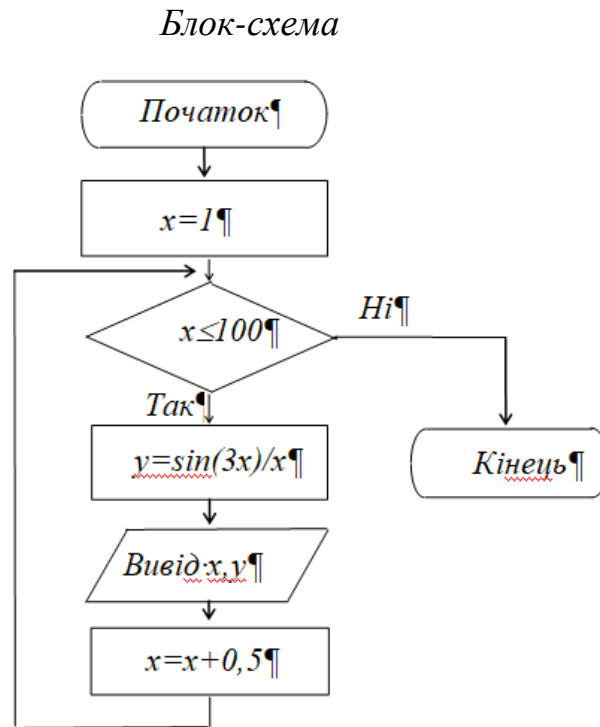 Блок-схема
Початок¶
x=1¶
x≤100¶
Ні¶
Так¶
y=sin(3x)/x¶
Кінець¶
Вивід·x,y¶
x=x+0,5¶